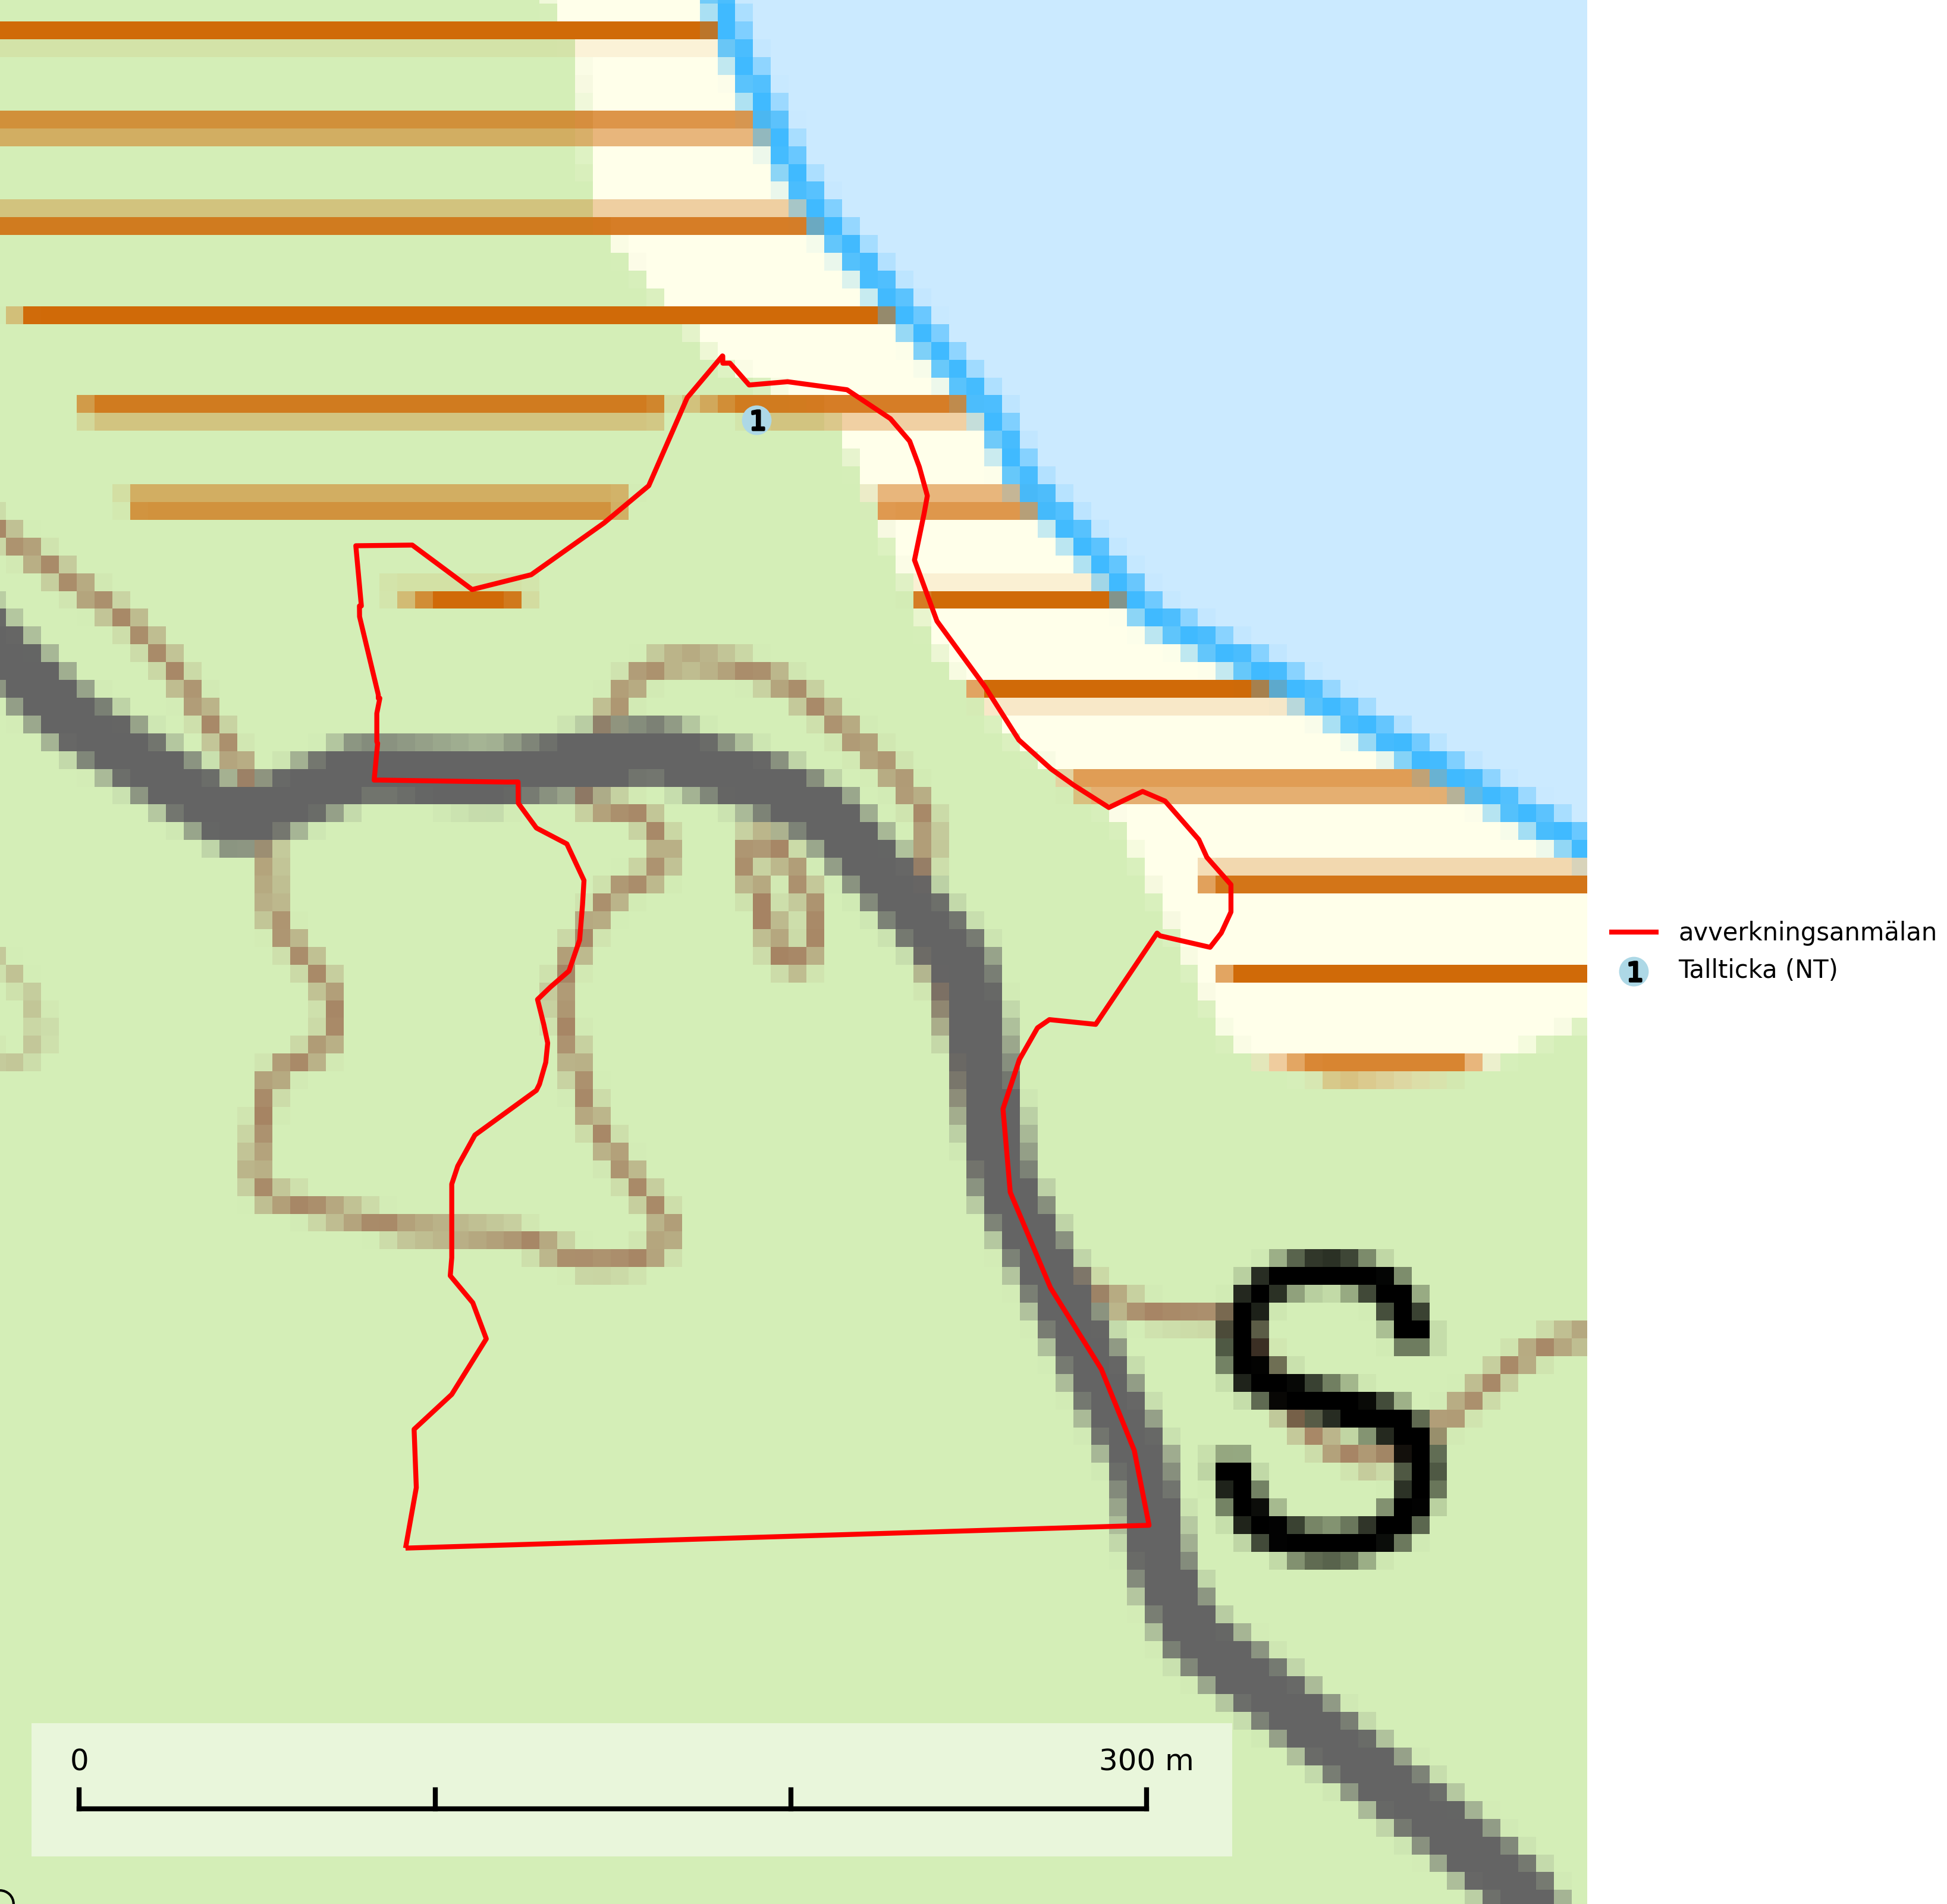 1
avverkningsanmälan
1 Tallticka (NT)
S
0 300 m